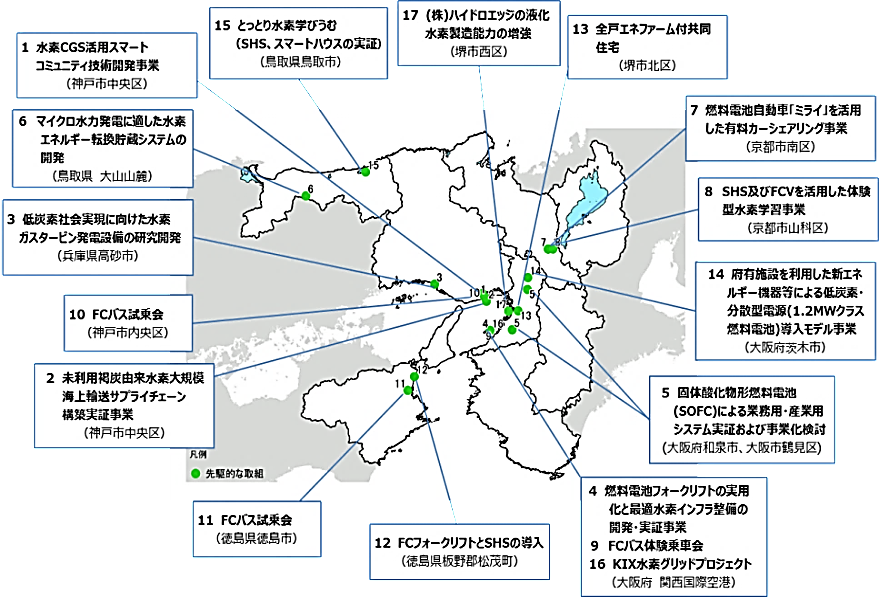 15 とっとり水素学びうむ
(SHS、スマートハウスの実証)
(鳥取県鳥取市)
17 (株)ハイドロエッジの液化
水素製造能力の増強
(堺市西区)
13 全戸エネファーム付共同
住宅
(堺市北区)
1 水素CGS活用スマート
コミュニティ技術開発事業
(神戸市中央区)
6 マイクロ水力発電に適した水素
エネルギー転換貯蔵システムの
開発
(鳥取県 大山山麓)
3 低炭素社会実現に向けた水素
ガスタービン発電設備の研究開発
(兵庫県高砂市)
10 FCバス試乗会
(神戸市内央区)
2 未利用褐炭由来水素大規模
海上輸送サプライチェーン
構築実証事業
(神戸市中央区)
7 燃料電池自動車「ミライ」を活用
した有料カーシェアリング事業
(京都市南区)
8 SHS及びFCVを活用した体験
型水素学習事業
(京都市山科区)
14 府有施設を利用した新エネ
ルギー機器等による低炭素・
分散型電源(1.2MWクラス
燃料電池)導入モデル事業
(大阪府茨木市)
5 固体酸化物形燃料電池
(SOFC)による業務用・産業用
システム実証および事業化検討
(大阪府和泉市、大阪市鶴見区)
4 燃料電池フォークリフトの実用
化と最適水素インフラ整備の
開発・実証事業
9 FCバス体験乗車会
16 KIX水素グリッドプロジェクト
(大阪府 関西国際空港)
凡例
先駆的な取組
11 FCバス試乗会
(徳島県徳島市)
12 FCフォークリフトとSHSの導入
(徳島県板野郡松茂町)
15
6
7
8
3
14
5
10
1
2
17
13
4
16
5
9
12
11